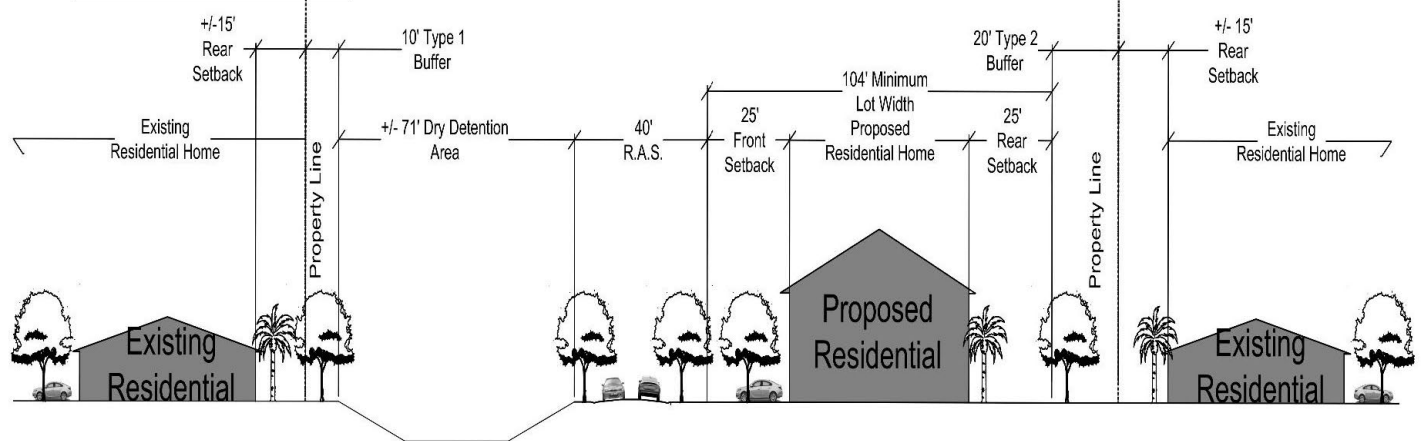 +/-15'
Rear
Setback
10' Type 1
Buffer
20' Type 2
Buffer
+/- 15'
Rear
Setback
104' Minimum
Lot Width
Existing
Residential Home
Property Line
+/- 71' Dry Detention
Area
40'
R.A.S.
25'
Front
Setback
Proposed
Residential Home
25'
Rear
Setback
Property Line
Existing
Residential Home
Existing
Residential
Proposed
Residential
Existing
Residential